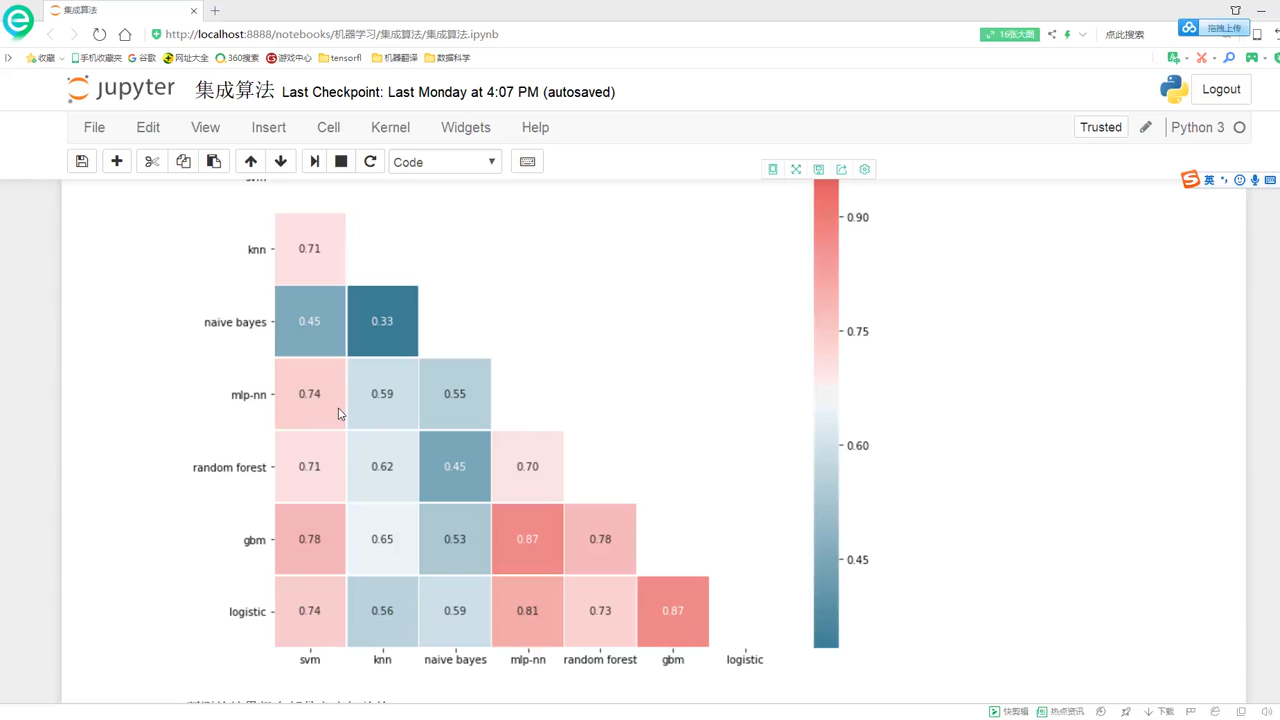 集成算法
http://localhost:8888/notebooks/机器学习/集成算法/集成算法.ipynb
16张大图
点此搜索
拖拽上传
收藏 手机收藏夹 谷歌 网址大全 360搜索 游戏中心 tensorfl 机器翻译 数据科学
jupyter 集成算法 Last Checkpoint: Last Monday at 4:07 PM (autosaved)
Logout
File Edit View Insert Cell Kernel Widgets Help
Trusted Python 3
Code
英
knn 0.71
naive bayes 0.45 0.33
mlp-nn 0.74 0.59 0.55
random forest 0.71 0.62 0.45 0.70
gbm 0.78 0.65 0.53 0.87 0.78
logistic 0.74 0.56 0.59 0.81 0.73 0.87
svm knn naive bayes mlp-nn random forest gbm logistic
0.90
0.75
0.60
0.45
快剪辑 热点资讯 下载